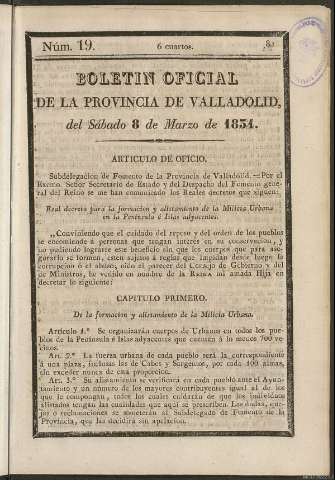 Núm. 19. 6 cuartos. 81
BOLETIN OFICIAL
DE LA PROVINCIA DE VALLADOLID,
del Sábado 8 de Marzo de 1834.
ARTICULO DE OFICIO.
Subdelegacion de Fomento de la Provincia de Valladolid. = Por el
Excmo. Señor Secretario de Estado y del Despacho del Fomento gene-
ral del Reino se me han comunicado los Reales decretos que siguen:
Real decreto para la formacion y alistamiento de la Milicia Urbana
en la Península é Islas adyacentes.
„Conviniendo que el cuidado del reposo y del orden de los pueblos
se encomiende á personas que tengan interes en su conservacion, y
no pudiendo lograrse este beneficio sin que los cuerpos para ase-
gurarlo se formen, esten sujetos á reglas que impidan desde luego la
corrupcion ó el abuso, oido el parecer del Consejo de Gobierno y del
de Ministros, he venido en nombre de la REINA mi amada Hija en
decretar lo siguiente:
CAPITULO PRIMERO.
De la formacion y alistamiento de la Milicia Urbana.
Artículo 1.º Se organizarán cuerpos de Urbanos en todos los pue-
blos de la Península é Islas adyacentes que cuenten á lo menos 700 ve-
cinos.
Art. 2.º La fuerza urbana de cada pueblo será la correspondiente
á una plaza, inclusas las de Cabos y Sargentos, por cada 100 almas,
sin exceder nunca de esta proporcion.
Art. 3.º Su alistamiento se verificará en cada pueblo ante el Ayun-
tamiento y un número de los mayores contribuyentes igual al de los
que le compongan, todos los cuales cuidarán de que los individuos
alistados tengan las cualidades que aqui se prescriben. Las dudas, que-
jas ó reclamaciones se someterán al Subdelegado de Fomento de la
Provincia, que las decidirá sin apelacion.